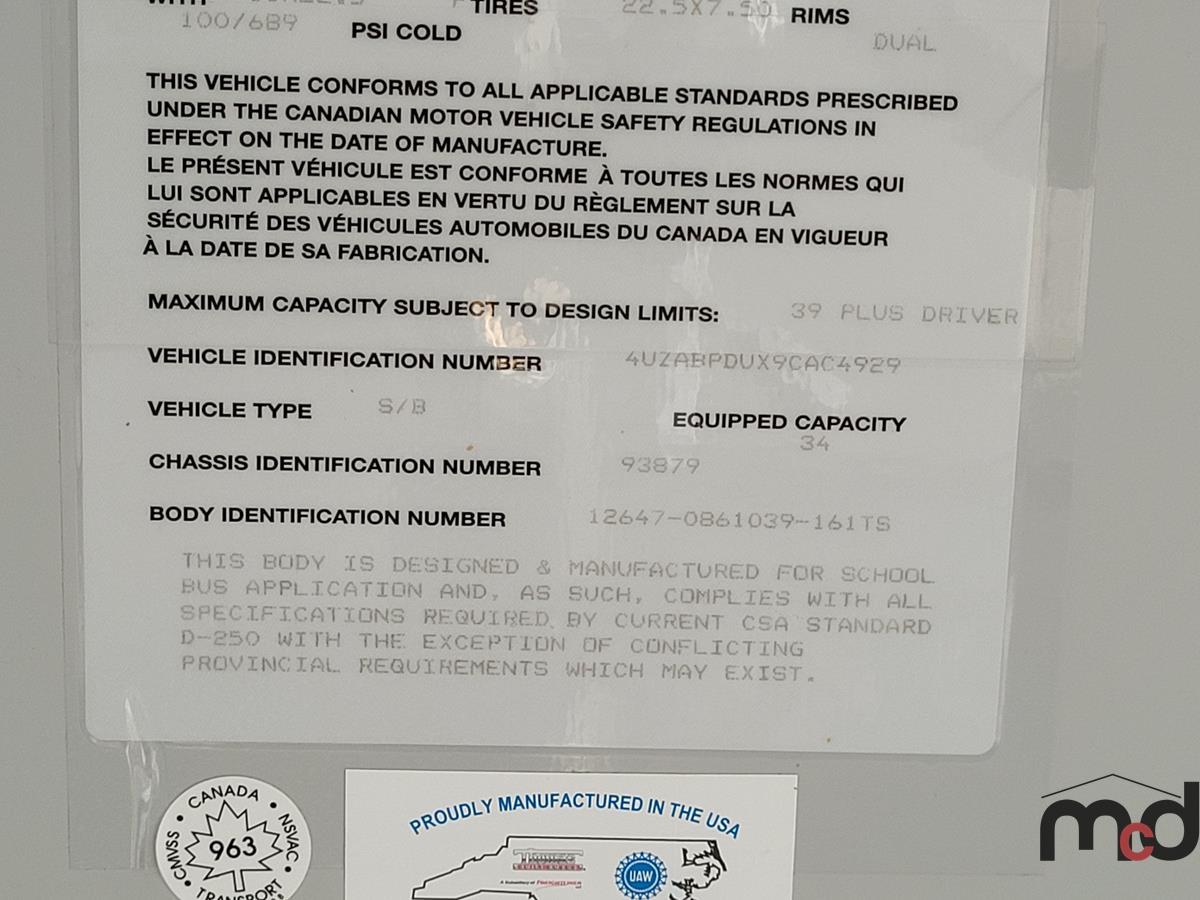 TIRES 22.5X7.50 RIMS
100/689 PSI COLD DUAL
THIS VEHICLE CONFORMS TO ALL APPLICABLE STANDARDS PRESCRIBED
UNDER THE CANADIAN MOTOR VEHICLE SAFETY REGULATIONS IN
EFFECT ON THE DATE OF MANUFACTURE.
LE PRÉSENT VÉHICULE EST CONFORME À TOUTES LES NORMES QUI
LUI SONT APPLICABLES EN VERTU DU RÈGLEMENT SUR LA
SÉCURITÉ DES VÉHICULES AUTOMOBILES DU CANADA EN VIGUEUR
À LA DATE DE SA FABRICATION.
MAXIMUM CAPACITY SUBJECT TO DESIGN LIMITS: 39 PLUS DRIVER
VEHICLE IDENTIFICATION NUMBER 4UZABPDUX9CAC4929
VEHICLE TYPE S/B EQUIPPED CAPACITY
34
CHASSIS IDENTIFICATION NUMBER 93879
BODY IDENTIFICATION NUMBER 12647-0861039-161TS
THIS BODY IS DESIGNED & MANUFACTURED FOR SCHOOL
BUS APPLICATION AND, AS SUCH, COMPLIES WITH ALL
SPECIFICATIONS REQUIRED BY CURRENT CSA STANDARD
D-250 WITH THE EXCEPTION OF CONFLICTING
PROVINCIAL REQUIREMENTS WHICH MAY EXIST.
CANADA • NSVAC •
CMVSS •
963
TRANSPORT
PROUDLY MANUFACTURED IN THE USA
UAW
mcd